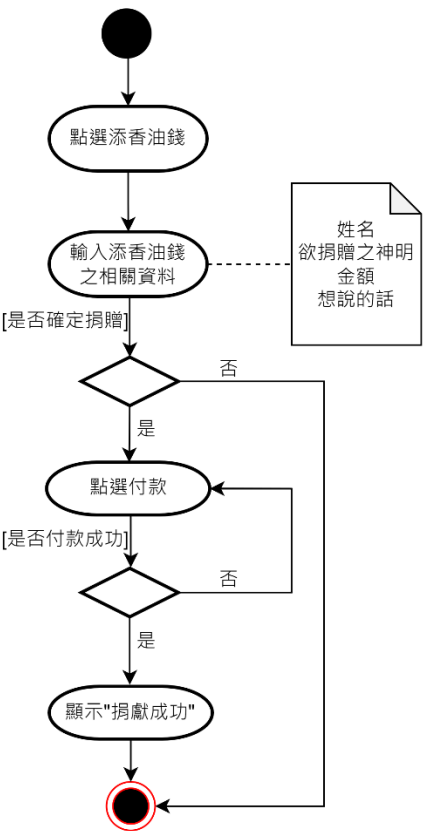 點選添香油錢
輸入添香油錢
之相關資料
姓名
欲捐贈之神明
金額
想說的話
[是否確定捐贈]
否
是
點選付款
[是否付款成功]
否
是
顯示"捐獻成功"